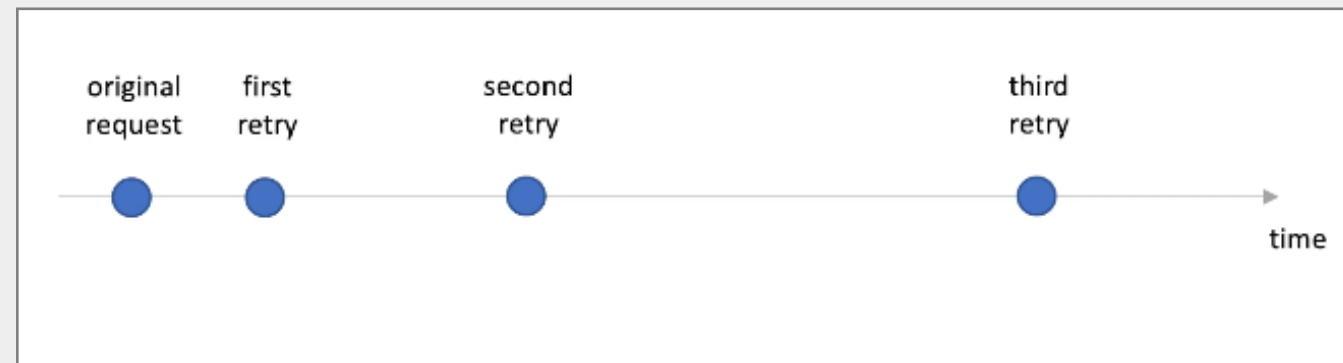 original
request
first
retry
second
retry
third
retry
time